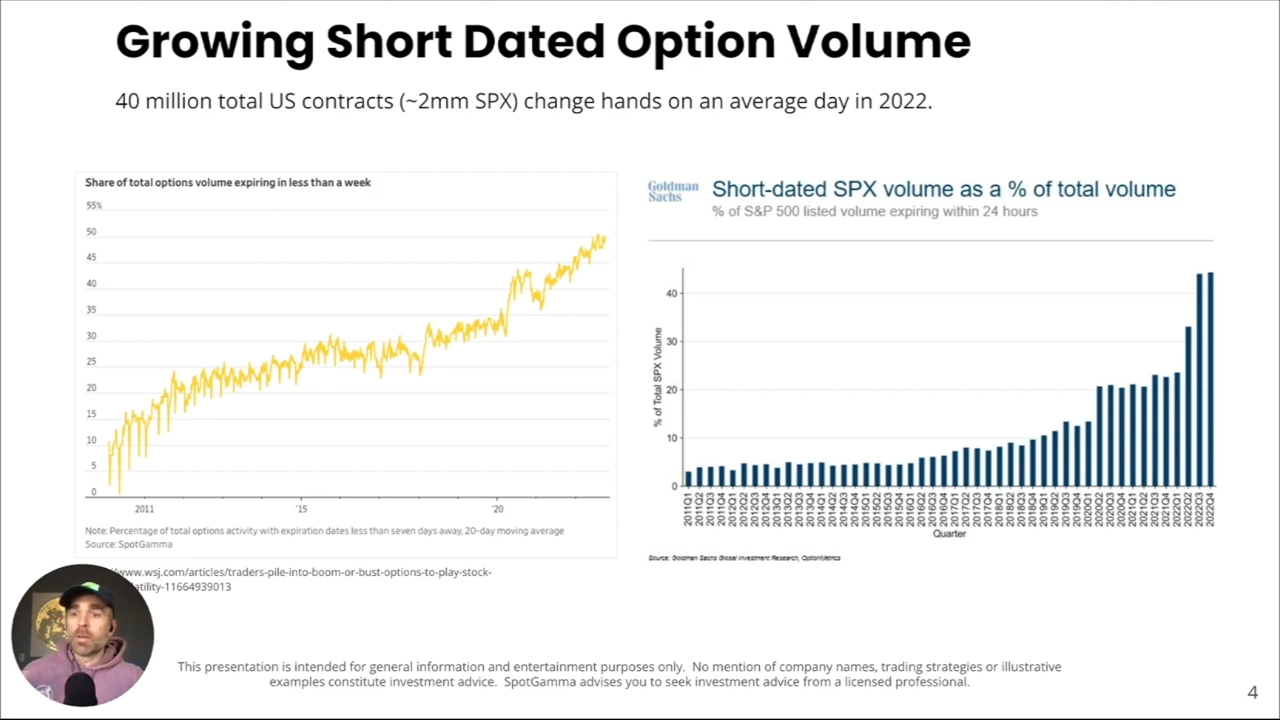 Growing Short Dated Option Volume
40 million total US contracts (~2mm SPX) change hands on an average day in 2022.
Share of total options volume expiring in less than a week
55%
50
45
40
35
30
25
20
15
10
5
0
2011
'15
'20
Note: Percentage of total options activity with expiration dates less than seven days away, 20-day moving average
Source: SpotGamma
/www.wsj.com/articles/traders-pile-into-boom-or-bust-options-to-play-stock-
atility-11664939013
Goldman
Sachs
Short-dated SPX volume as a % of total volume
% of S&P 500 listed volume expiring within 24 hours
% of Total SPX Volume
40
30
20
10
0
2011Q1
2011Q2
2011Q3
2011Q4
2012Q1
2012Q2
2012Q3
2012Q4
2013Q1
2013Q2
2013Q3
2013Q4
2014Q1
2014Q2
2014Q3
2014Q4
2015Q1
2015Q2
2015Q3
2015Q4
2016Q1
2016Q2
2016Q3
2016Q4
2017Q1
2017Q2
2017Q3
2017Q4
2018Q1
2018Q2
2018Q3
2018Q4
2019Q1
2019Q2
2019Q3
2019Q4
2020Q1
2020Q2
2020Q3
2020Q4
2021Q1
2021Q2
2021Q3
2021Q4
2022Q1
2022Q2
2022Q3
2022Q4
Quarter
Source: Goldman Sachs Global Investment Research, OptionMetrics
This presentation is intended for general information and entertainment purposes only. No mention of company names, trading strategies or illustrative
examples constitute investment advice. SpotGamma advises you to seek investment advice from a licensed professional.
4